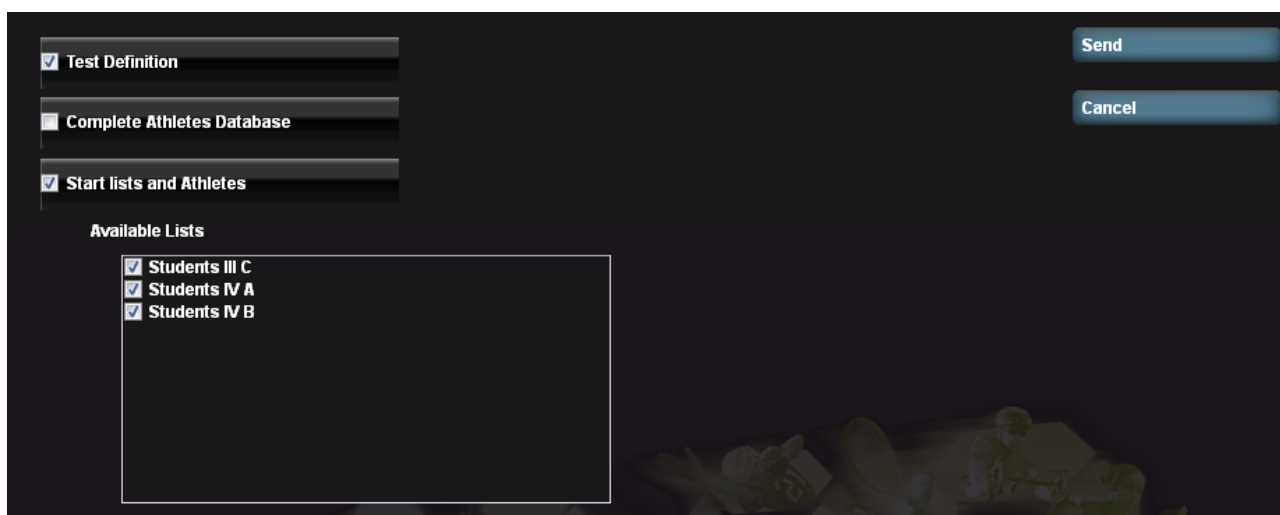 Test Definition
Complete Athletes Database
Start lists and Athletes
Available Lists
Students III C
Students IV A
Students IV B
Send
Cancel